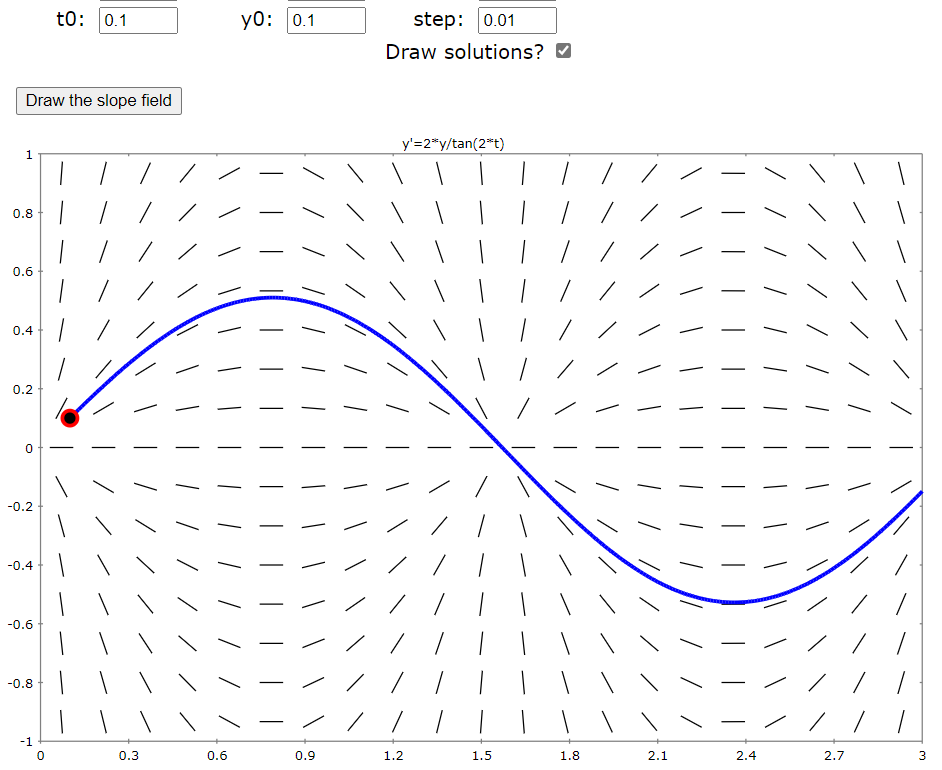 t0: 0.1 y0: 0.1 step: 0.01
Draw solutions?
Draw the slope field
y'=2*y/tan(2*t)
1
0.8
0.6
0.4
0.2
0
-0.2
-0.4
-0.6
-0.8
-1
0 0.3 0.6 0.9 1.2 1.5 1.8 2.1 2.4 2.7 3